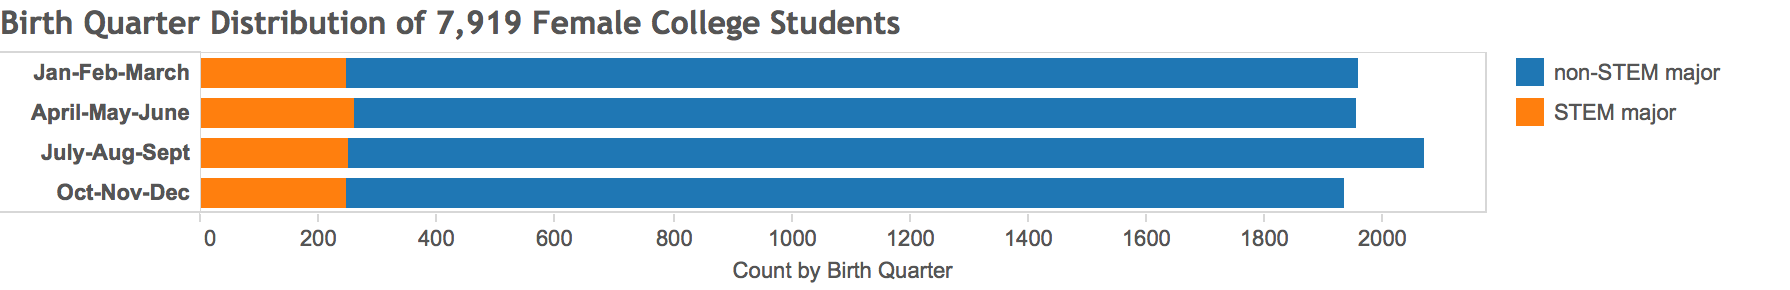 Birth Quarter Distribution of 7,919 Female College Students
Jan-Feb-March
April-May-June
July-Aug-Sept
Oct-Nov-Dec
0 200 400 600 800 1000 1200 1400 1600 1800 2000
Count by Birth Quarter
non-STEM major
STEM major